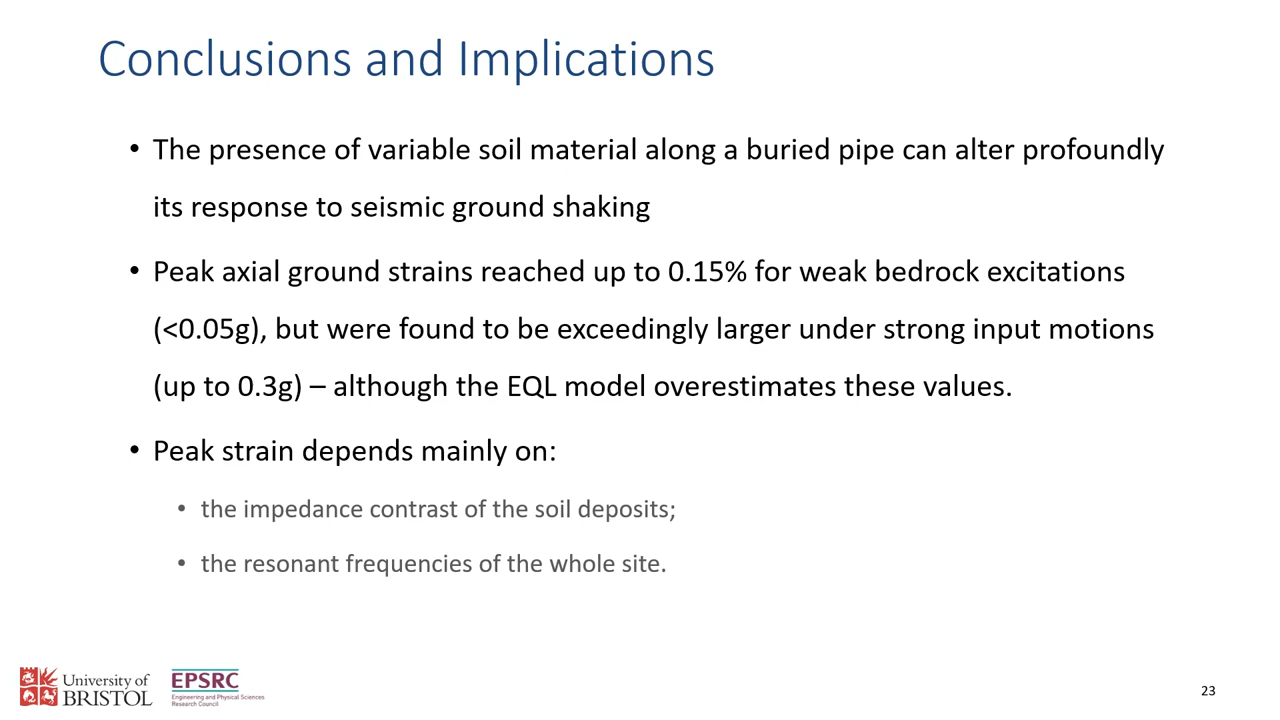 Conclusions and Implications
• The presence of variable soil material along a buried pipe can alter profoundly
its response to seismic ground shaking
• Peak axial ground strains reached up to 0.15% for weak bedrock excitations
(<0.05g), but were found to be exceedingly larger under strong input motions
(up to 0.3g) – although the EQL model overestimates these values.
• Peak strain depends mainly on:
• the impedance contrast of the soil deposits;
• the resonant frequencies of the whole site.
University of
BRISTOL
EPSRC
Engineering and Physical Sciences
Research Council
23